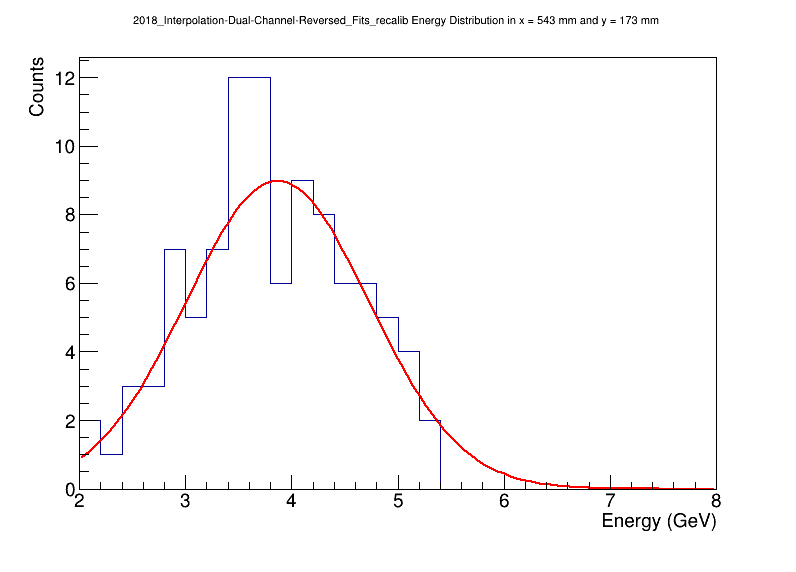 2018_Interpolation-Dual-Channel-Reversed_Fits_recalib Energy Distribution in x = 543 mm and y = 173 mm
Counts
12
10
8
6
4
2
0
2 3 4 5 6 7 8
Energy (GeV)